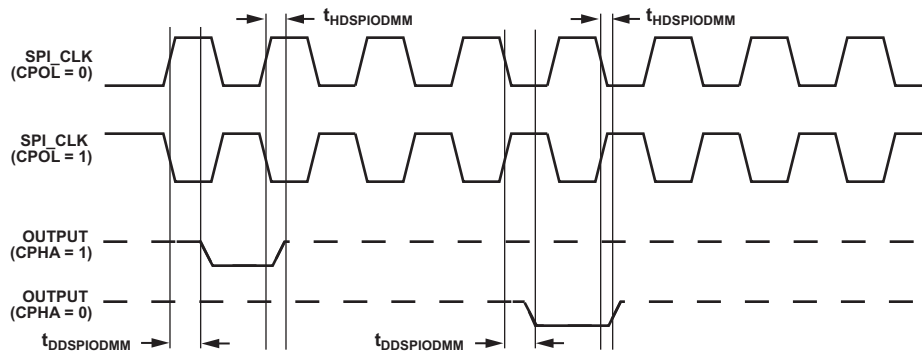 tHDSPIODMM
tHDSPIODMM
SPI_CLK
(CPOL = 0)
SPI_CLK
(CPOL = 1)
OUTPUT
(CPHA = 1)
OUTPUT
(CPHA = 0)
tDDSPIODMM
tDDSPIODMM